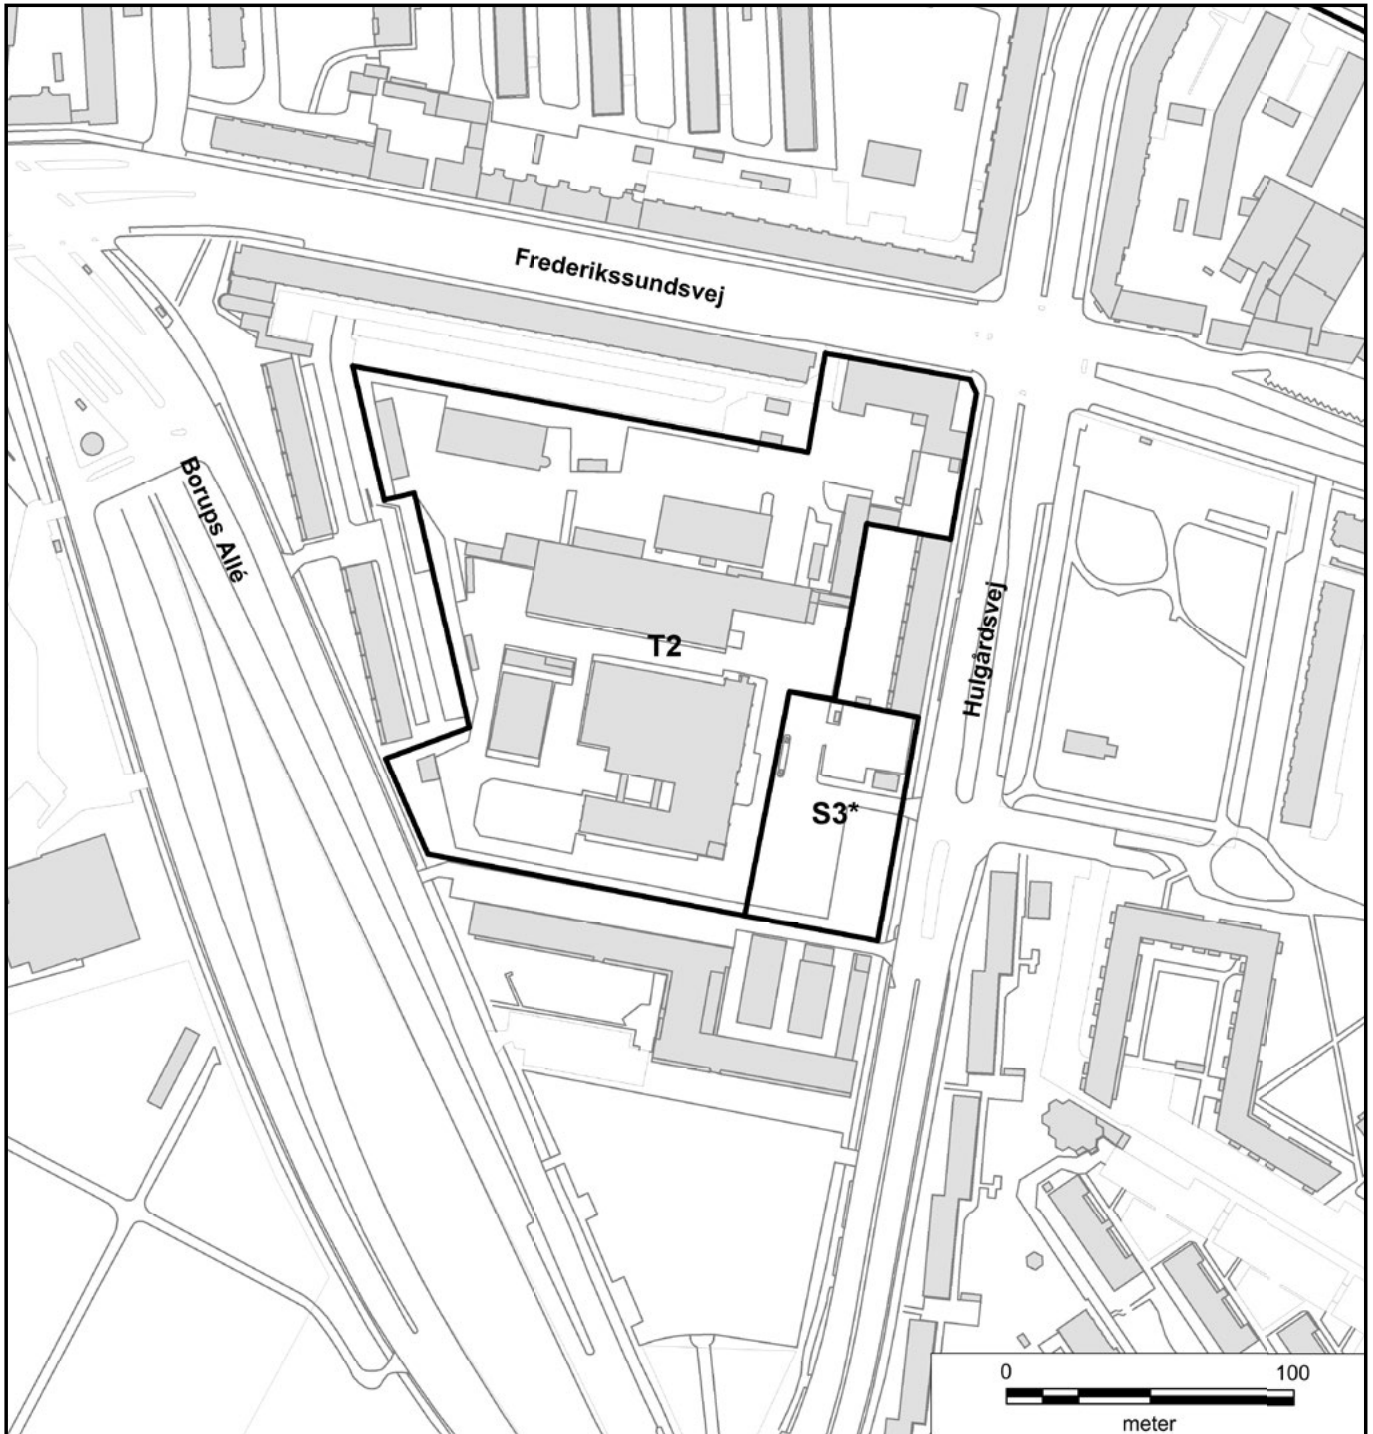 Frederikssundsvej
Borups Allé
Hulgårdsvej
T2
S3*
0 100
meter